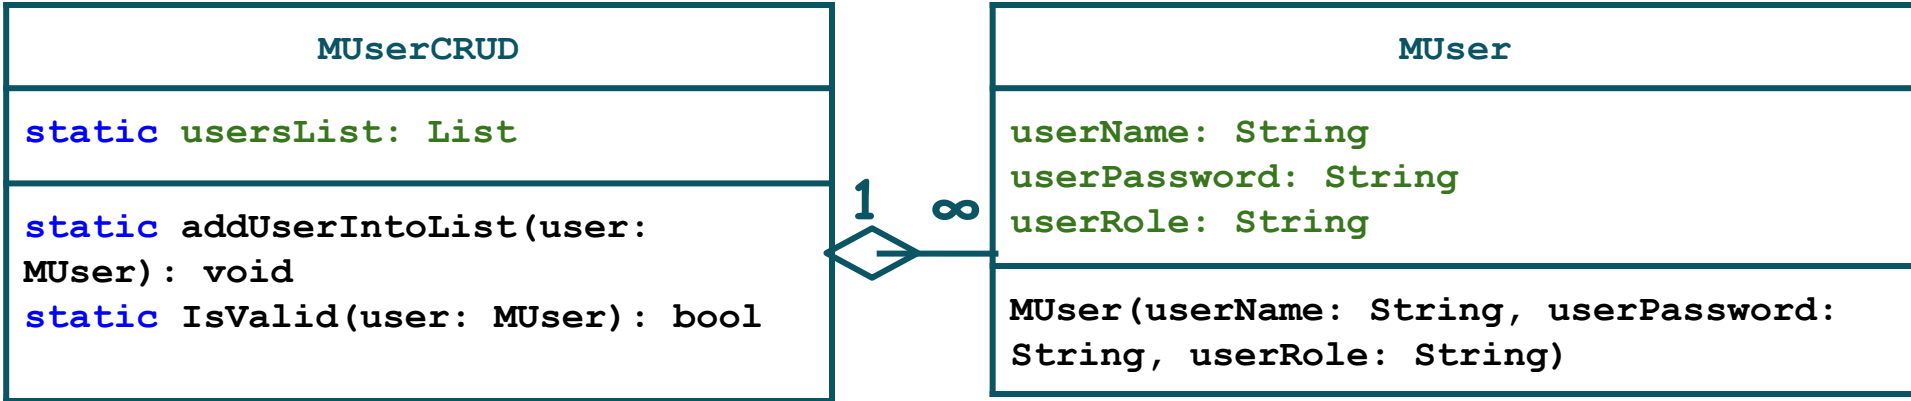 MUserCRUD
static usersList: List
static addUserIntoList(user:
MUser): void
static IsValid(user: MUser): bool
1 ∞
MUser
userName: String
userPassword: String
userRole: String
MUser(userName: String, userPassword:
String, userRole: String)